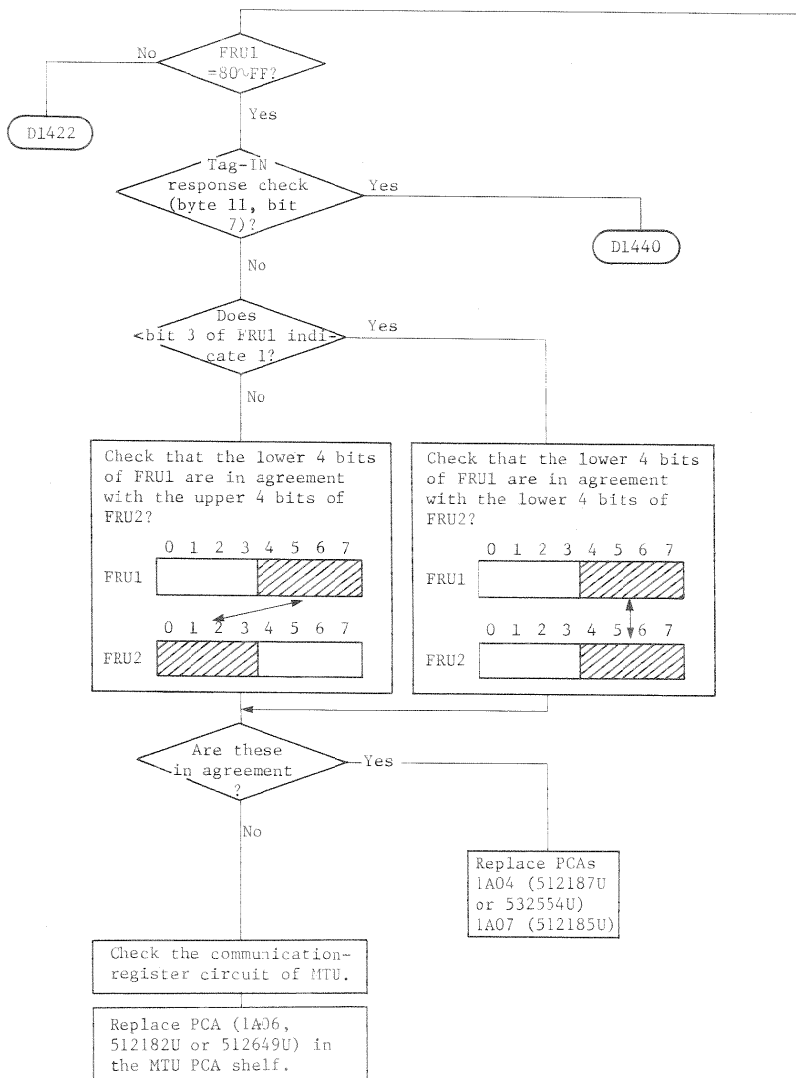 FRU1
=80~FF?
No
Yes
D1422
Tag-IN
response check
(byte 11, bit
7)?
Yes
D1440
No
Does
<bit 3 of FRU1 indi-
cate 1?
Yes
No
Check that the lower 4 bits
of FRU1 are in agreement
with the upper 4 bits of
FRU2?
0 1 2 3 4 5 6 7
FRU1
0 1 2 3 4 5 6 7
FRU2
Check that the lower 4 bits
of FRU1 are in agreement
with the lower 4 bits of
FRU2?
0 1 2 3 4 5 6 7
FRU1
0 1 2 3 4 5 6 7
FRU2
Are these
in agreement
?
Yes
No
Replace PCAs
1A04 (512187U
or 532554U)
1A07 (512185U)
Check the communication-
register circuit of MTU.
Replace PCA (1A06,
512182U or 512649U) in
the MTU PCA shelf.